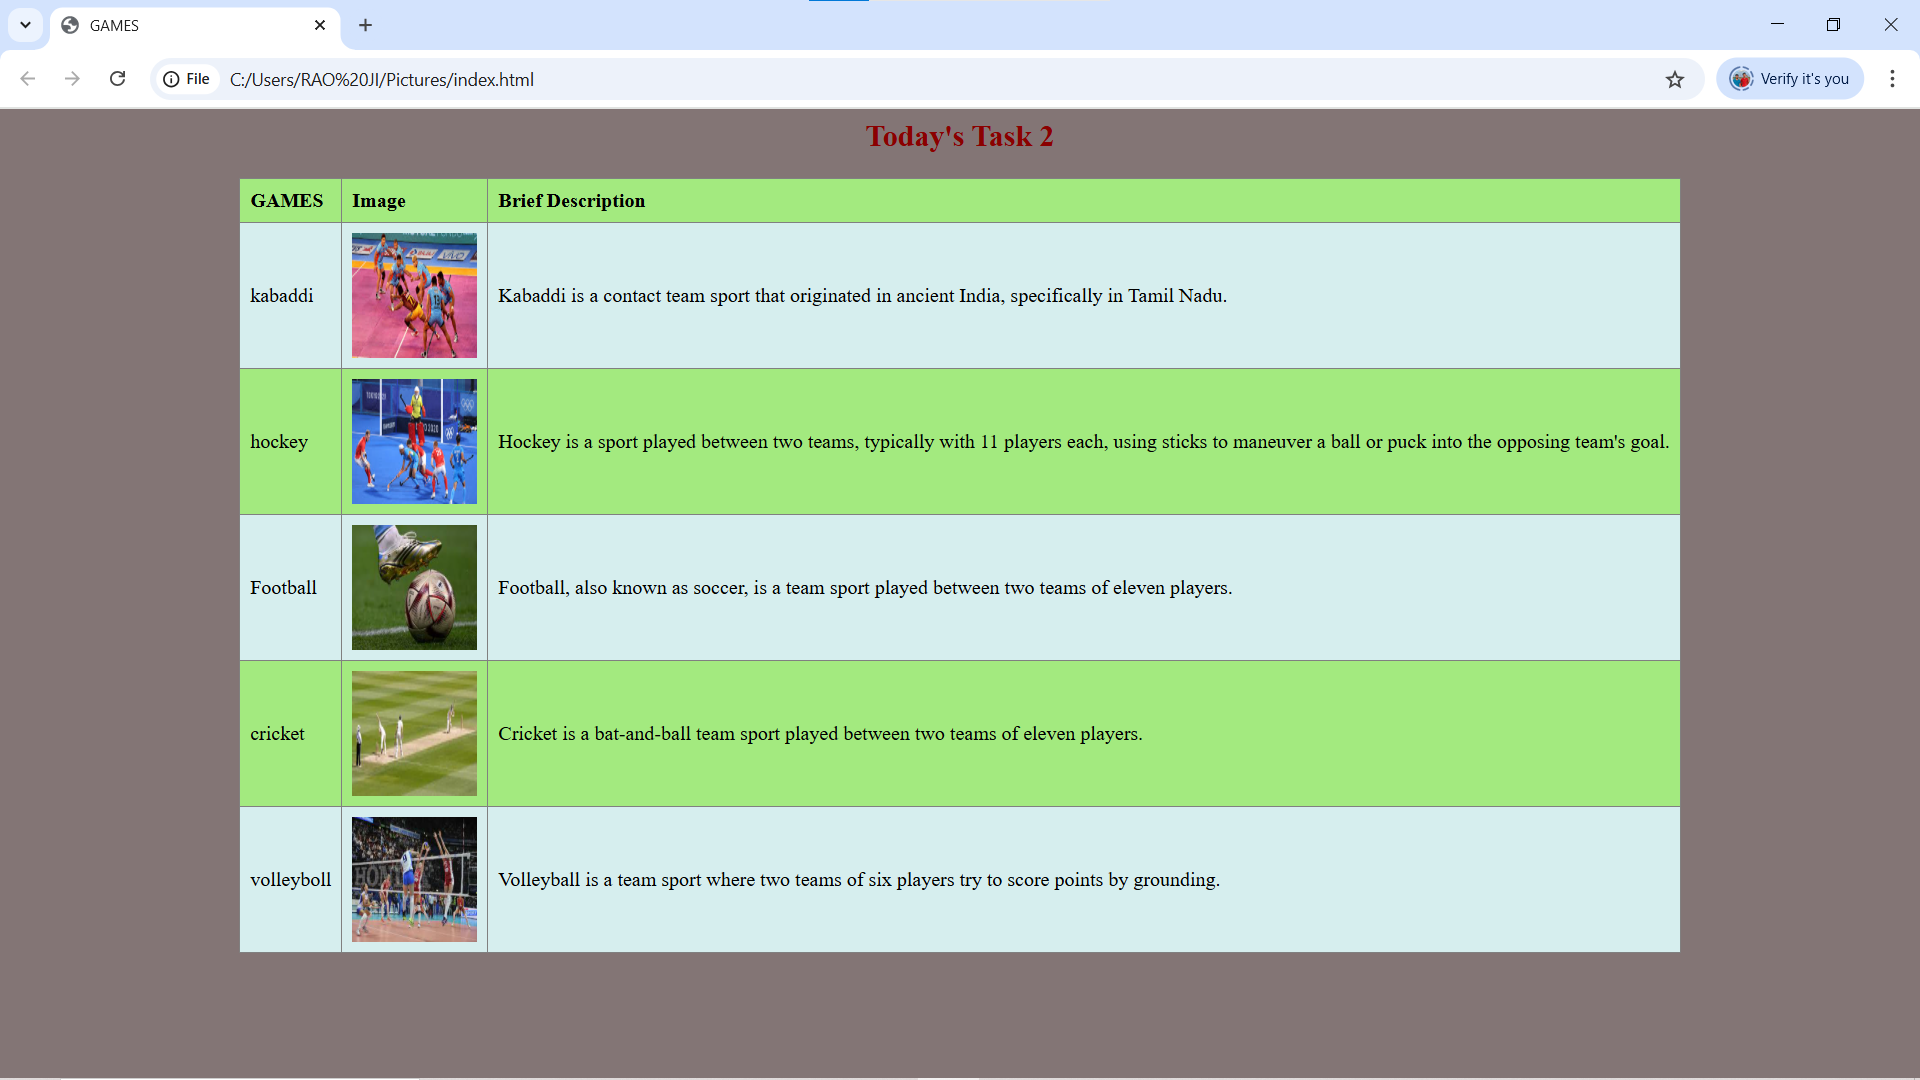 GAMES
File C:/Users/RAO%20JI/Pictures/index.html Verify it's you
Today's Task 2
GAMES Image Brief Description
kabaddi Kabaddi is a contact team sport that originated in ancient India, specifically in Tamil Nadu.
hockey Hockey is a sport played between two teams, typically with 11 players each, using sticks to maneuver a ball or puck into the opposing team's goal.
Football Football, also known as soccer, is a team sport played between two teams of eleven players.
cricket Cricket is a bat-and-ball team sport played between two teams of eleven players.
volleyboll Volleyball is a team sport where two teams of six players try to score points by grounding.